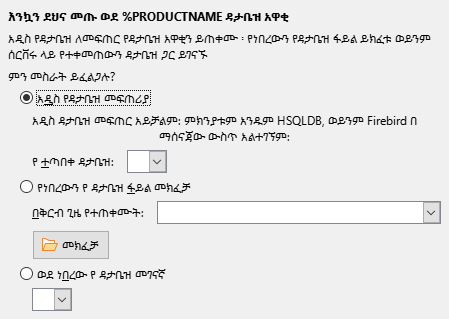 እንኳን ደህና መጡ ወደ %PRODUCTNAME ዳታቤዝ አዋቂ
አዲስ የዳታቤዝ ለመፍጠር የዳታቤዝ አዋቂን ይጠቀሙ ፡ የነበረውን የዳታቤዝ ፋይል ይክፈቱ ወይንም
ሰርቨሩ ላይ የተቀመጠውን ዳታቤዝ ጋር ይገናኙ
ምን መስራት ይፈልጋሉ?
አዲስ የዳታቤዝ መፍጠሪያ
አዲስ ዳታቤዝ መፍጠር አይቻልም: ምክንያቱም እንዱም HSQLDB, ወይንም Firebird በ
ማሰናጃው ውስጥ አልተገኘም:
የ ተጣበቀ ዳታቤዝ:
የነበረውን የ ዳታቤዝ ፋይል መክፈቻ
በቅርብ ጊዜ የተጠቀሙት:
መክፈቻ
ወደ ነበረው የ ዳታቤዝ መገናኛ